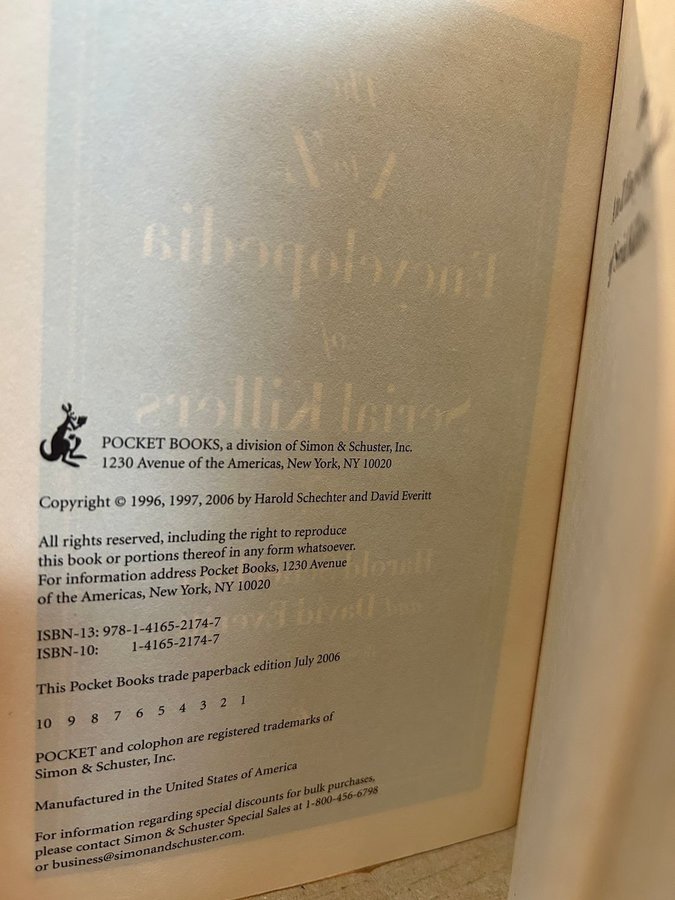 The
A to Z
Encyclopedia
of
Serial Killers
POCKET BOOKS, a division of Simon & Schuster, Inc.
1230 Avenue of the Americas, New York, NY 10020
Copyright © 1996, 1997, 2006 by Harold Schechter and David Everitt
All rights reserved, including the right to reproduce
this book or portions thereof in any form whatsoever.
For information address Pocket Books, 1230 Avenue
of the Americas, New York, NY 10020
ISBN-13: 978-1-4165-2174-7
ISBN-10: 1-4165-2174-7
This Pocket Books trade paperback edition July 2006
10 9 8 7 6 5 4 3 2 1
POCKET and colophon are registered trademarks of
Simon & Schuster, Inc.
Manufactured in the United States of America
For information regarding special discounts for bulk purchases,
please contact Simon & Schuster Special Sales at 1-800-456-6798
or business@simonandschuster.com.